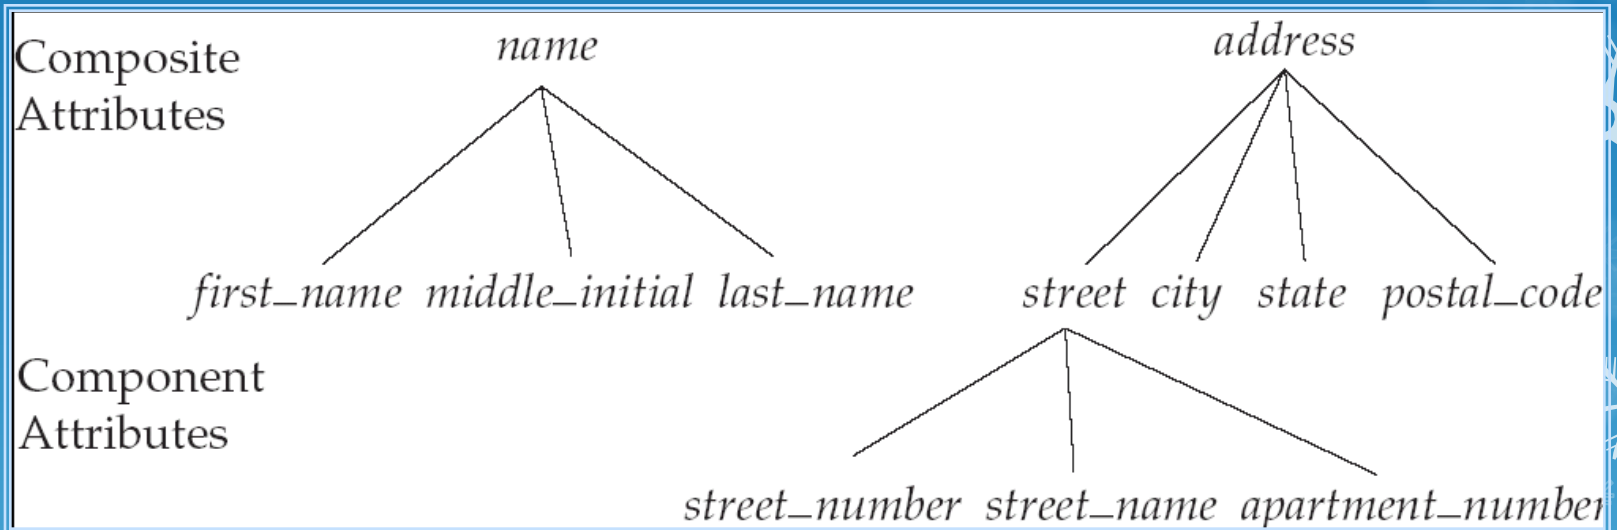 Composite
Attributes
name
address
first_name middle_initial last_name
street city state postal_code
Component
Attributes
street_number street_name apartment_number